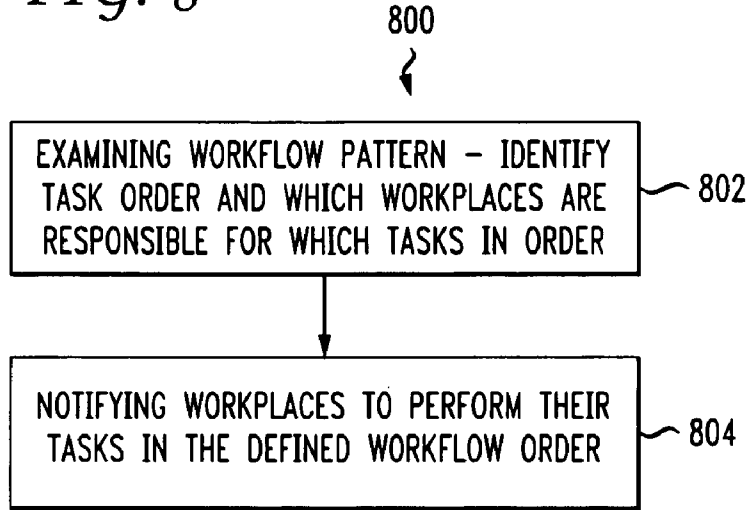 Fig. 8
800
EXAMINING WORKFLOW PATTERN – IDENTIFY
TASK ORDER AND WHICH WORKPLACES ARE
RESPONSIBLE FOR WHICH TASKS IN ORDER
802
NOTIFYING WORKPLACES TO PERFORM THEIR
TASKS IN THE DEFINED WORKFLOW ORDER
804